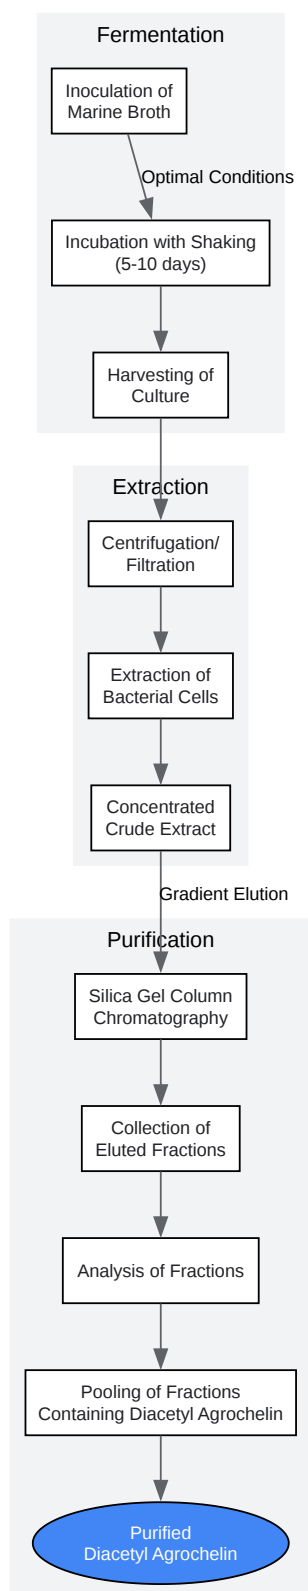 Fermentation
Inoculation of
Marine Broth
Optimal Conditions
Incubation with Shaking
(5-10 days)
Harvesting of
Culture
Extraction
Centrifugation/
Filtration
Extraction of
Bacterial Cells
Concentrated
Crude Extract
Gradient Elution
Purification
Silica Gel Column
Chromatography
Collection of
Eluted Fractions
Analysis of Fractions
Pooling of Fractions
Containing Diacetyl Agrochelin
Purified
Diacetyl Agrochelin